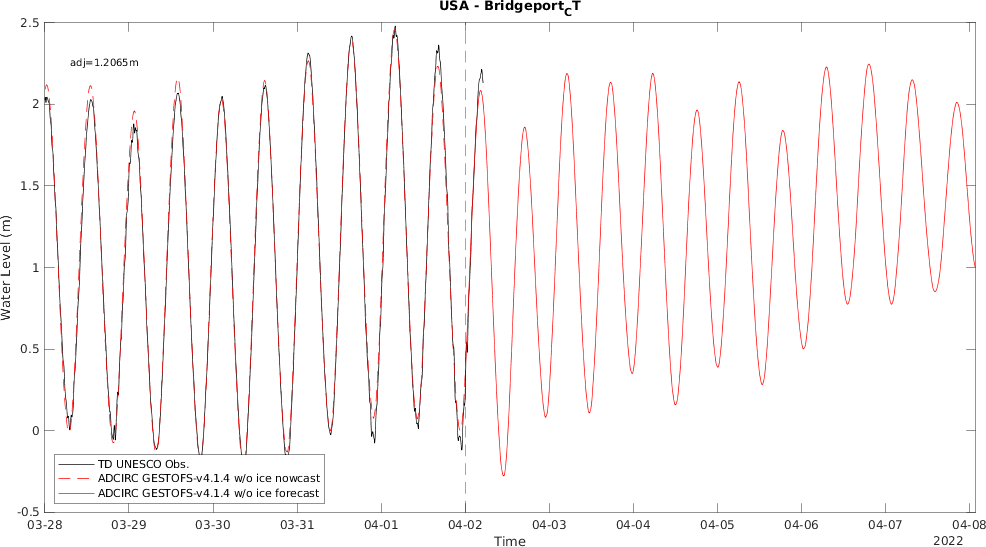 USA - Bridgeport_CT
adj=1.2065m
2.5
2
1.5
1
0.5
0
-0.5
Water Level (m)
TD UNESCO Obs.
ADCIRC GESTOFS-v4.1.4 w/o ice nowcast
ADCIRC GESTOFS-v4.1.4 w/o ice forecast
03-28 03-29 03-30 03-31 04-01 04-02 04-03 04-04 04-05 04-06 04-07 04-08
Time
2022